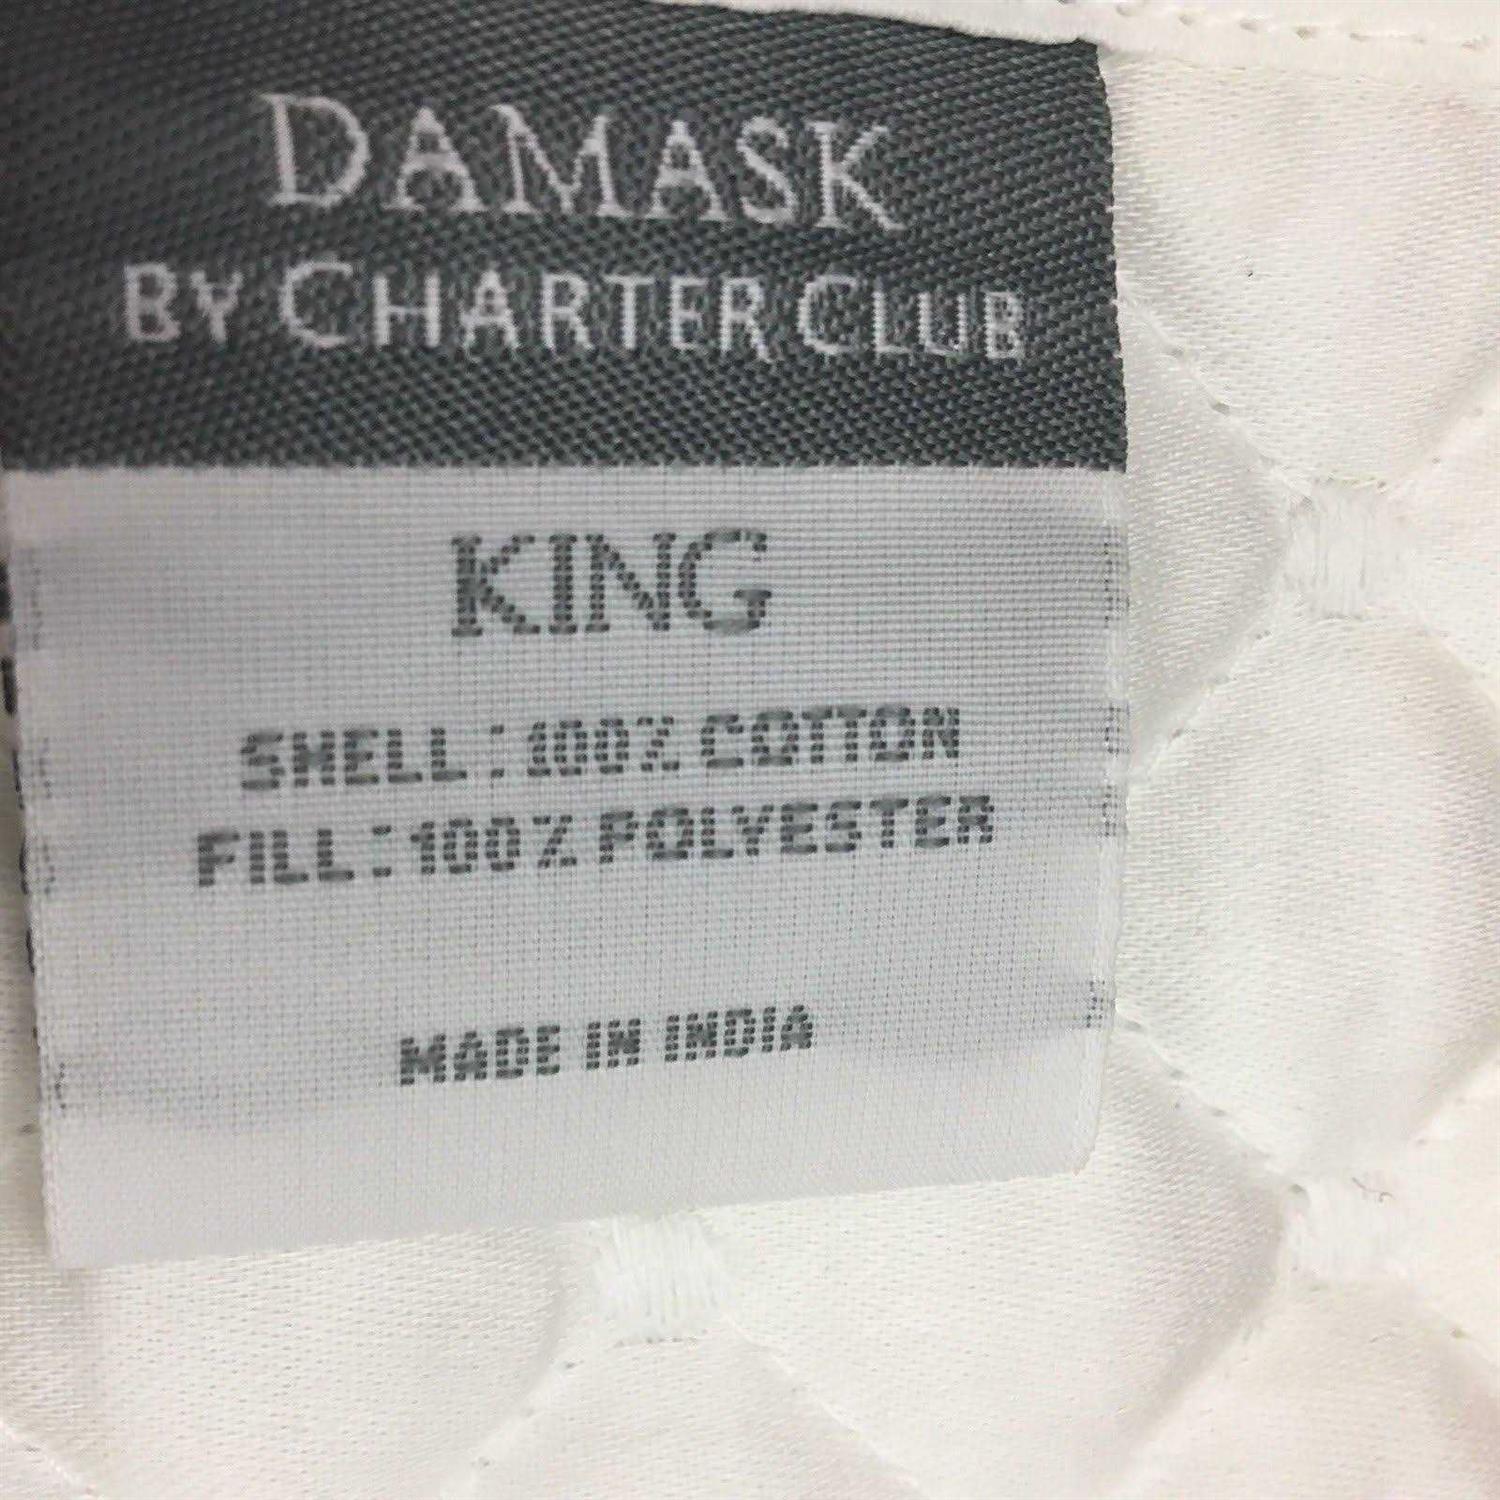 DAMASK
BY CHARTER CLUB
KING
SHELL : 100% COTTON
FILL : 100% POLYESTER
MADE IN INDIA